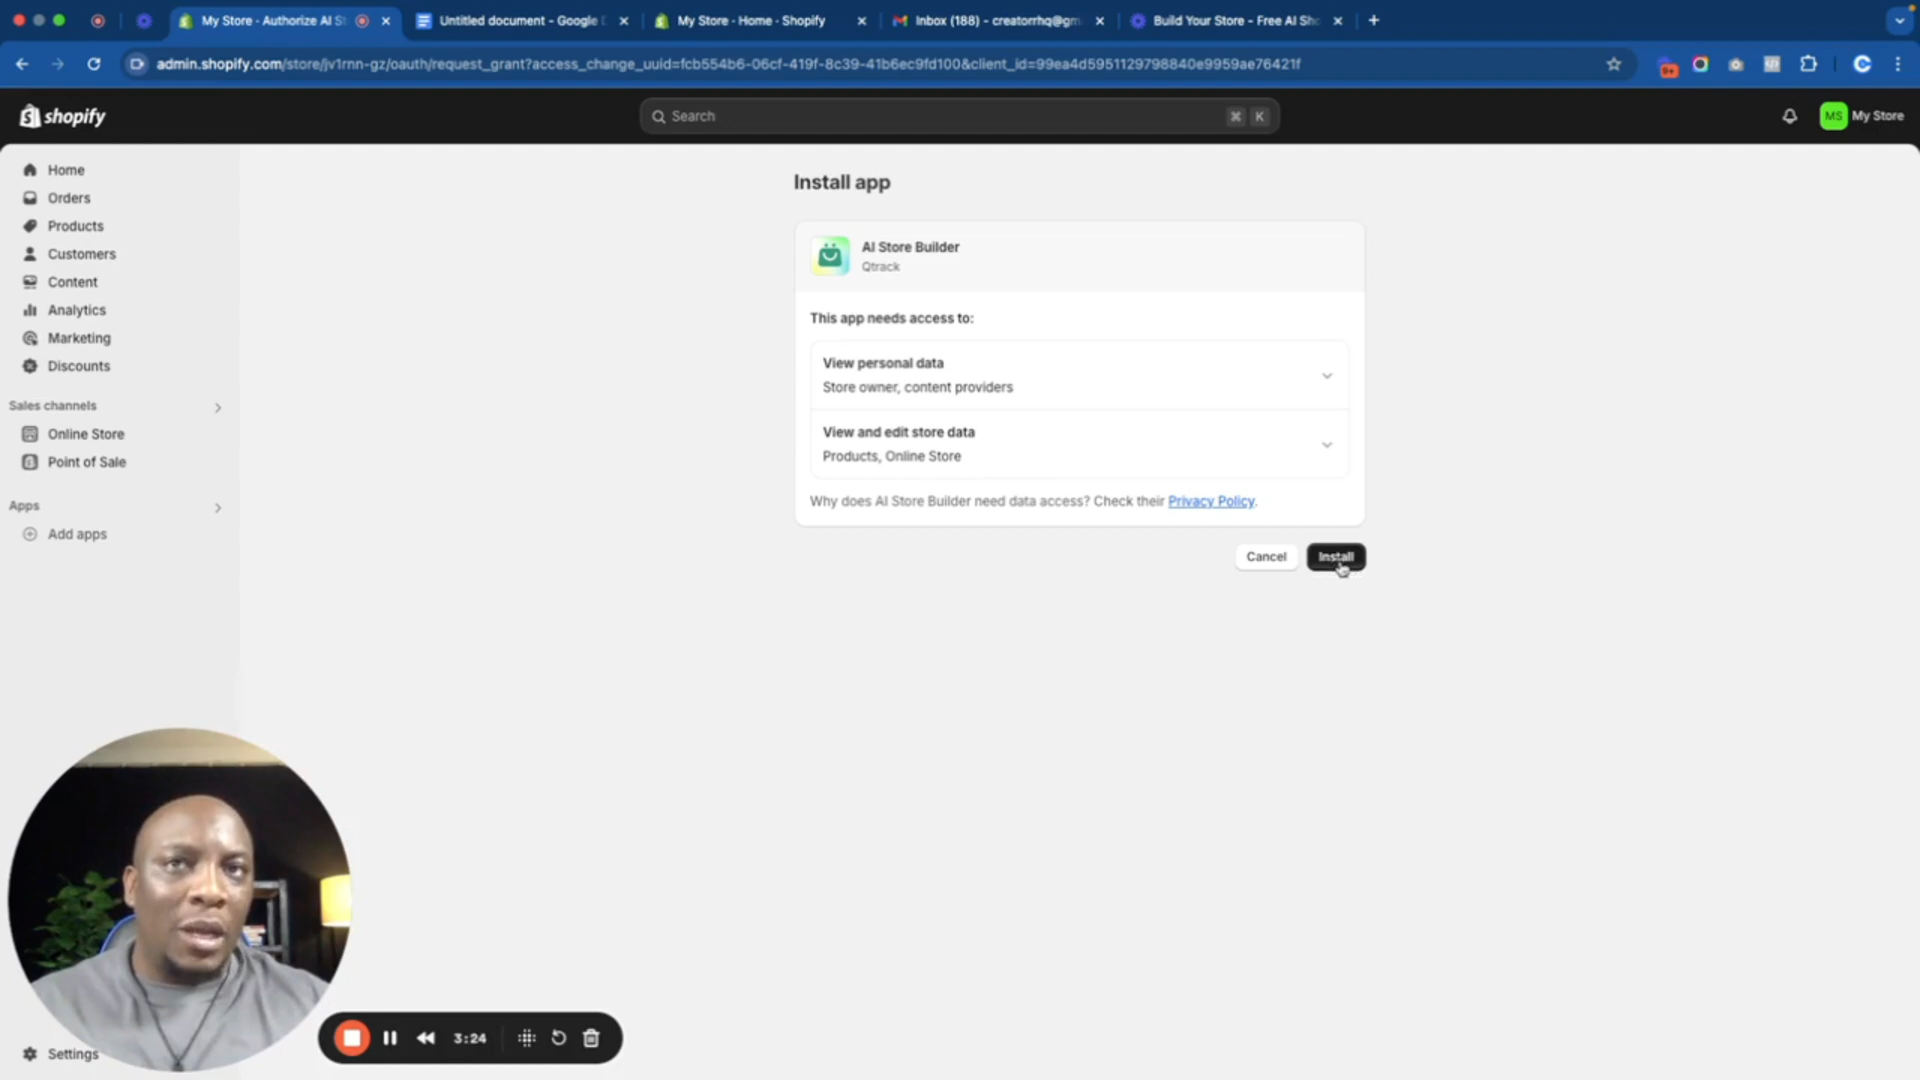 My Store - Authorize AI St
Untitled document - Google D
My Store - Home - Shopify
Inbox (188) - creatorrhq@gm
Build Your Store - Free AI Sho
admin.shopify.com/store/jv1rnn-gz/oauth/request_grant?access_change_uuid=fcb554b6-06cf-419f-8c39-41b6ec9fd100&client_id=99ea4d5951129798840e9959ae76421f
9+
shopify
Search
⌘ K
MS My Store
Home
Orders
Products
Customers
Content
Analytics
Marketing
Discounts
Sales channels
Online Store
Point of Sale
Apps
Add apps
Settings
Install app
AI Store Builder
Qtrack
This app needs access to:
View personal data
Store owner, content providers
View and edit store data
Products, Online Store
Why does AI Store Builder need data access? Check their Privacy Policy.
Cancel
Install
3:24